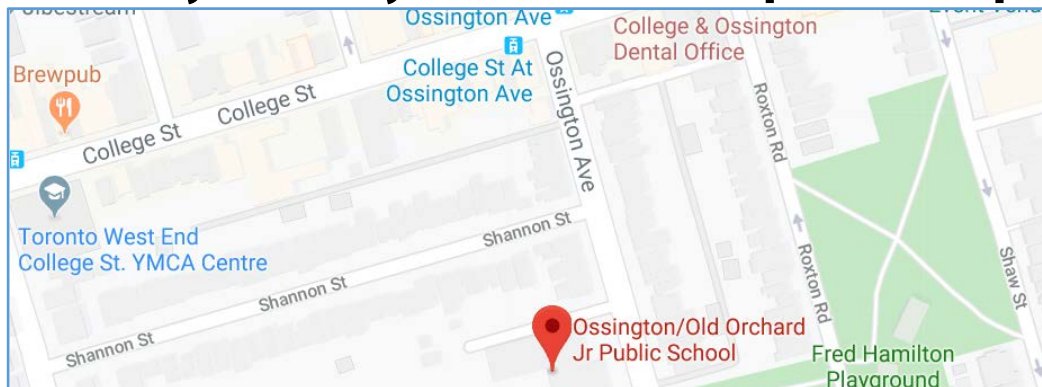 Ossington Ave
College & Ossington
Dental Office
Brewpub
College St At
Ossington Ave
Ossington Ave
College St
College St
Roxton Rd
Toronto West End
College St. YMCA Centre
Shannon St
Shannon St
Shannon St
Roxton Rd
Shaw St
Ossington/Old Orchard
Jr Public School
Fred Hamilton
Playground